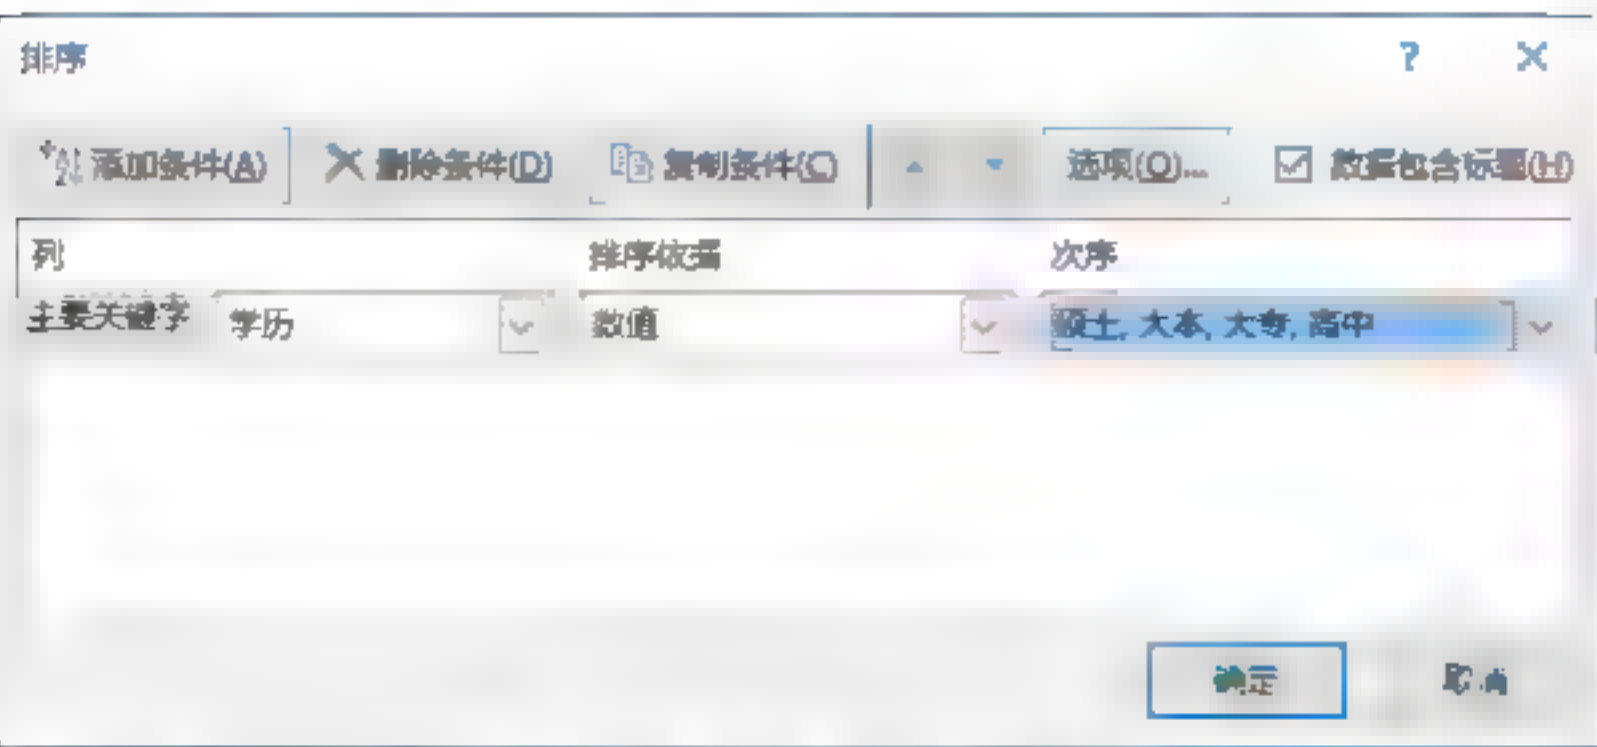 排序 ? ×
添加条件(A) 删除条件(D) 复制条件(C) 选项(O)... 数据包含标题(H)
列 排序依据 次序
主要关键字 学历 数值 硕士, 大本, 大专, 高中
确定 取消